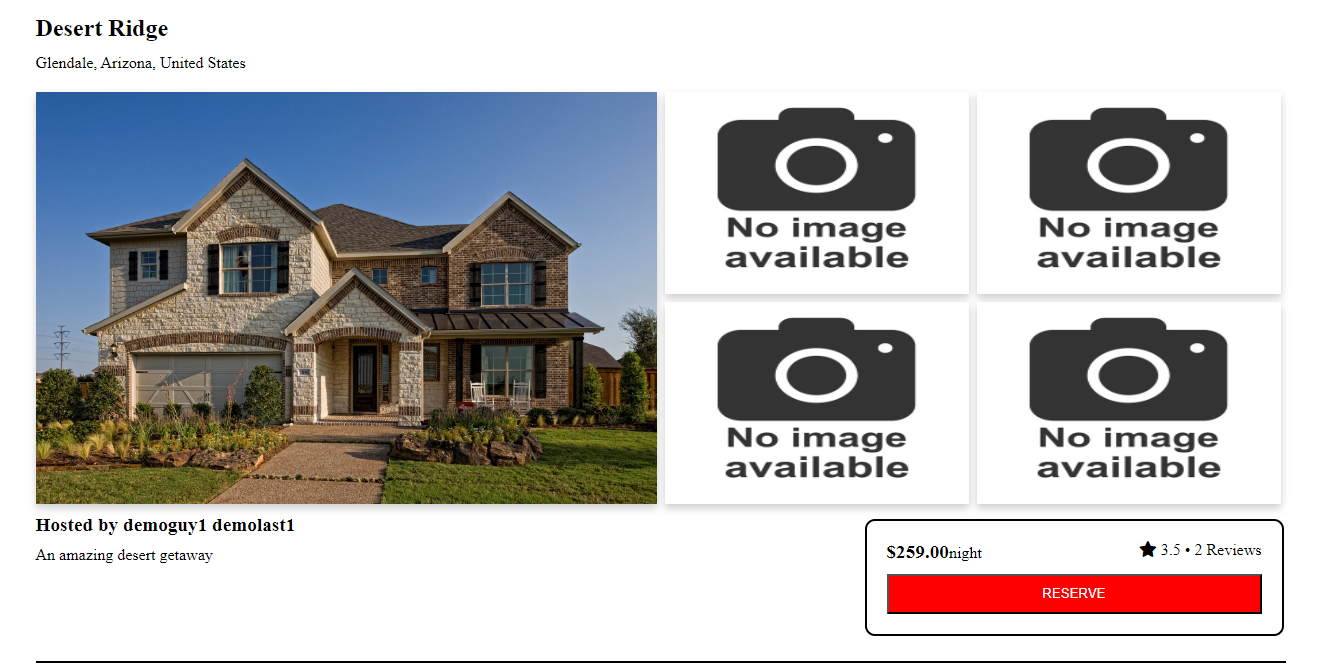 Desert Ridge
Glendale, Arizona, United States
No image
available
No image
available
No image
available
No image
available
Hosted by demoguy1 demolast1
An amazing desert getaway
$259.00night
3.5 • 2 Reviews
RESERVE